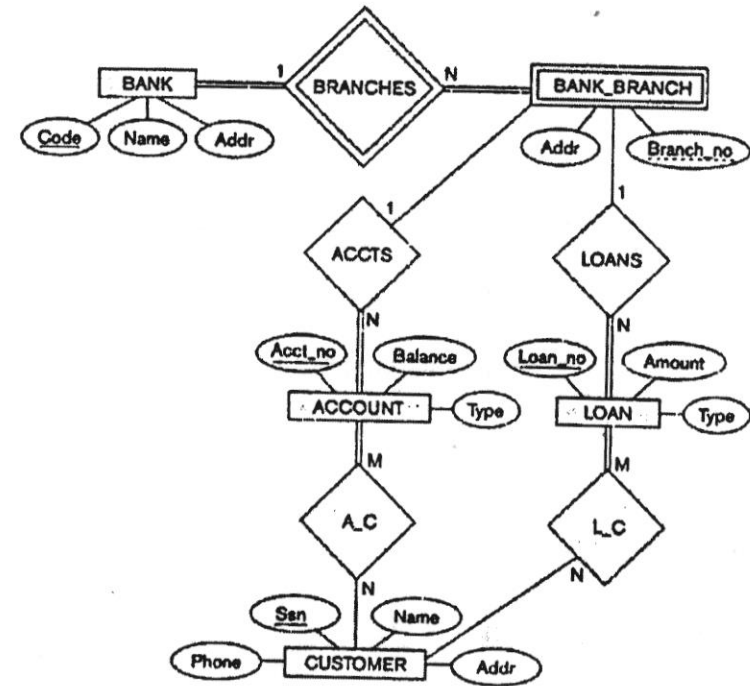 1 N
BANK BRANCHES BANK_BRANCH
Code Name Addr Addr Branch_no
1 1
ACCTS LOANS
N N
Acct_no Balance Loan_no Amount
ACCOUNT Type LOAN Type
M M
A_C L_C
N N
Ssn Name
Phone CUSTOMER Addr